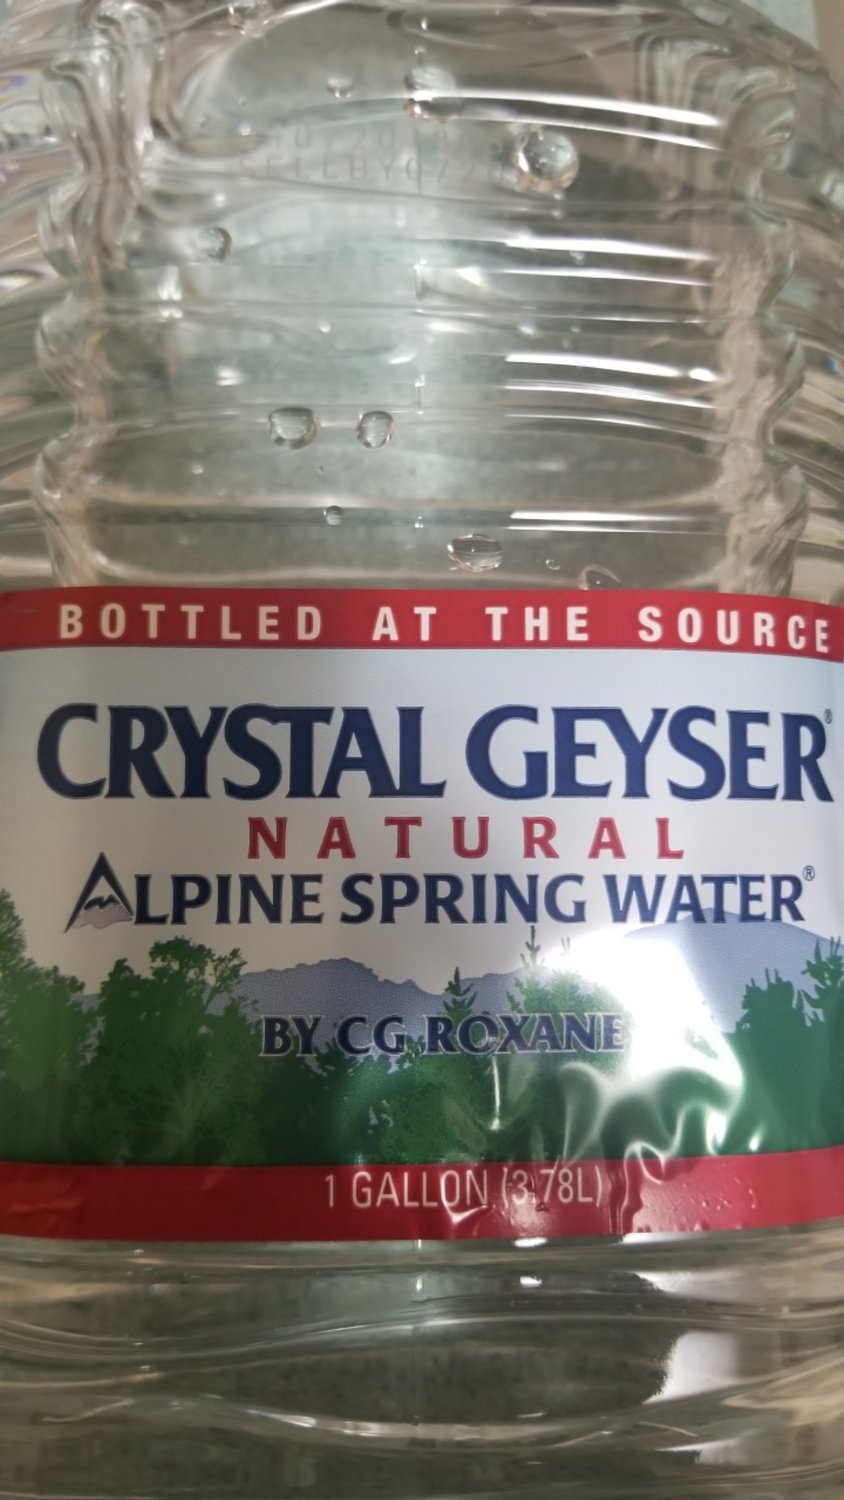 BOTTLED AT THE SOURCE
CRYSTAL GEYSER®
NATURAL
ALPINE SPRING WATER®
BY CG ROXANE
1 GALLON (3.78L)